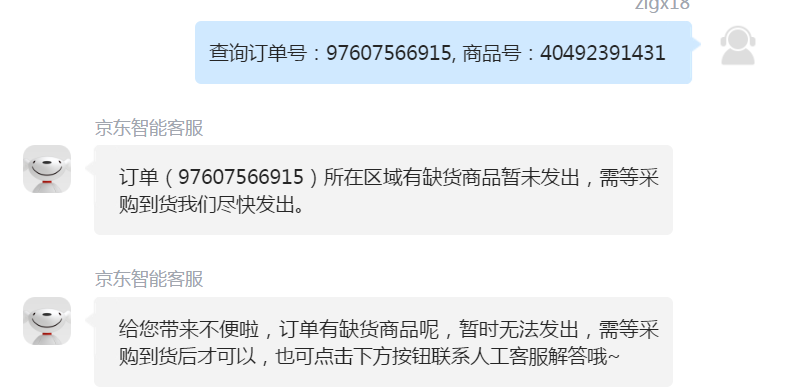 zlgx18
查询订单号：97607566915, 商品号：40492391431
京东智能客服
订单（97607566915）所在区域有缺货商品暂未发出，需等采
购到货我们尽快发出。
京东智能客服
给您带来不便啦，订单有缺货商品呢，暂时无法发出，需等采
购到货后才可以，也可点击下方按钮联系人工客服解答哦~